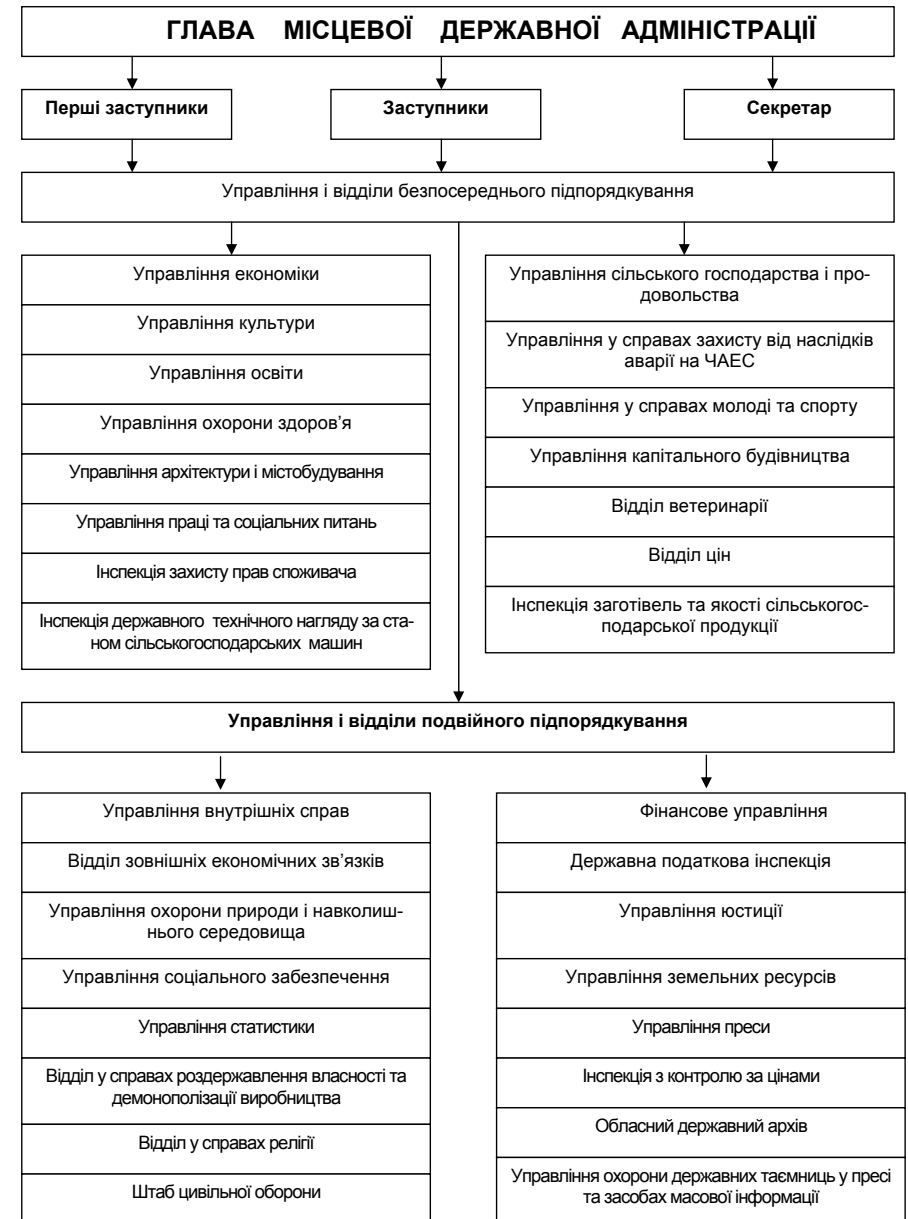 ГЛАВА МІСЦЕВОЇ ДЕРЖАВНОЇ АДМІНІСТРАЦІЇ
Перші заступники
Заступники
Секретар
Управління і відділи безпосереднього підпорядкування
Управління економіки
Управління культури
Управління освіти
Управління охорони здоров’я
Управління архітектури і містобудування
Управління праці та соціальних питань
Інспекція захисту прав споживача
Інспекція державного технічного нагляду за ста-
ном сільськогосподарських машин
Управління сільського господарства і про-
довольства
Управління у справах захисту від наслідків
аварії на ЧАЕС
Управління у справах молоді та спорту
Управління капітального будівництва
Відділ ветеринарії
Відділ цін
Інспекція заготівель та якості сільськогос-
подарської продукції
Управління і відділи подвійного підпорядкування
Управління внутрішніх справ
Відділ зовнішніх економічних зв’язків
Управління охорони природи і навколиш-
нього середовища
Управління соціального забезпечення
Управління статистики
Відділ у справах роздержавлення власності та
демонополізації виробництва
Відділ у справах релігії
Штаб цивільної оборони
Фінансове управління
Державна податкова інспекція
Управління юстиції
Управління земельних ресурсів
Управління преси
Інспекція з контролю за цінами
Обласний державний архів
Управління охорони державних таємниць у пресі
та засобах масової інформації